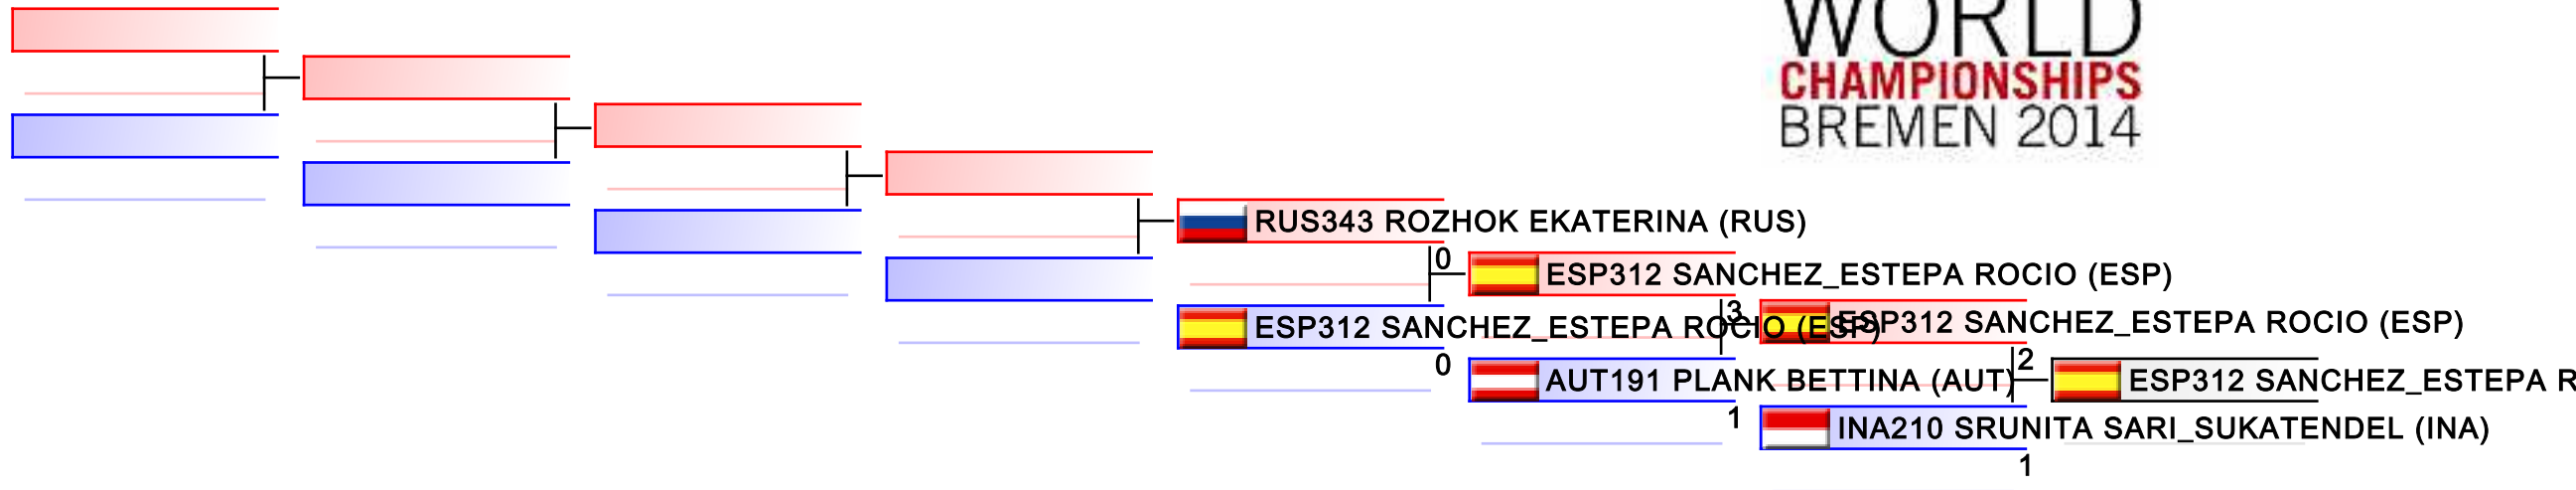 WORLD
CHAMPIONSHIPS
BREMEN 2014
RUS343 ROZHOK EKATERINA (RUS)
0
ESP312 SANCHEZ_ESTEPA ROCIO (ESP)
ESP312 SANCHEZ_ESTEPA ROCIO (ESP)
0
3
ESP312 SANCHEZ_ESTEPA ROCIO (ESP)
AUT191 PLANK BETTINA (AUT)
1
2
ESP312 SANCHEZ_ESTEPA R
INA210 SRUNITA SARI_SUKATENDEL (INA)
1